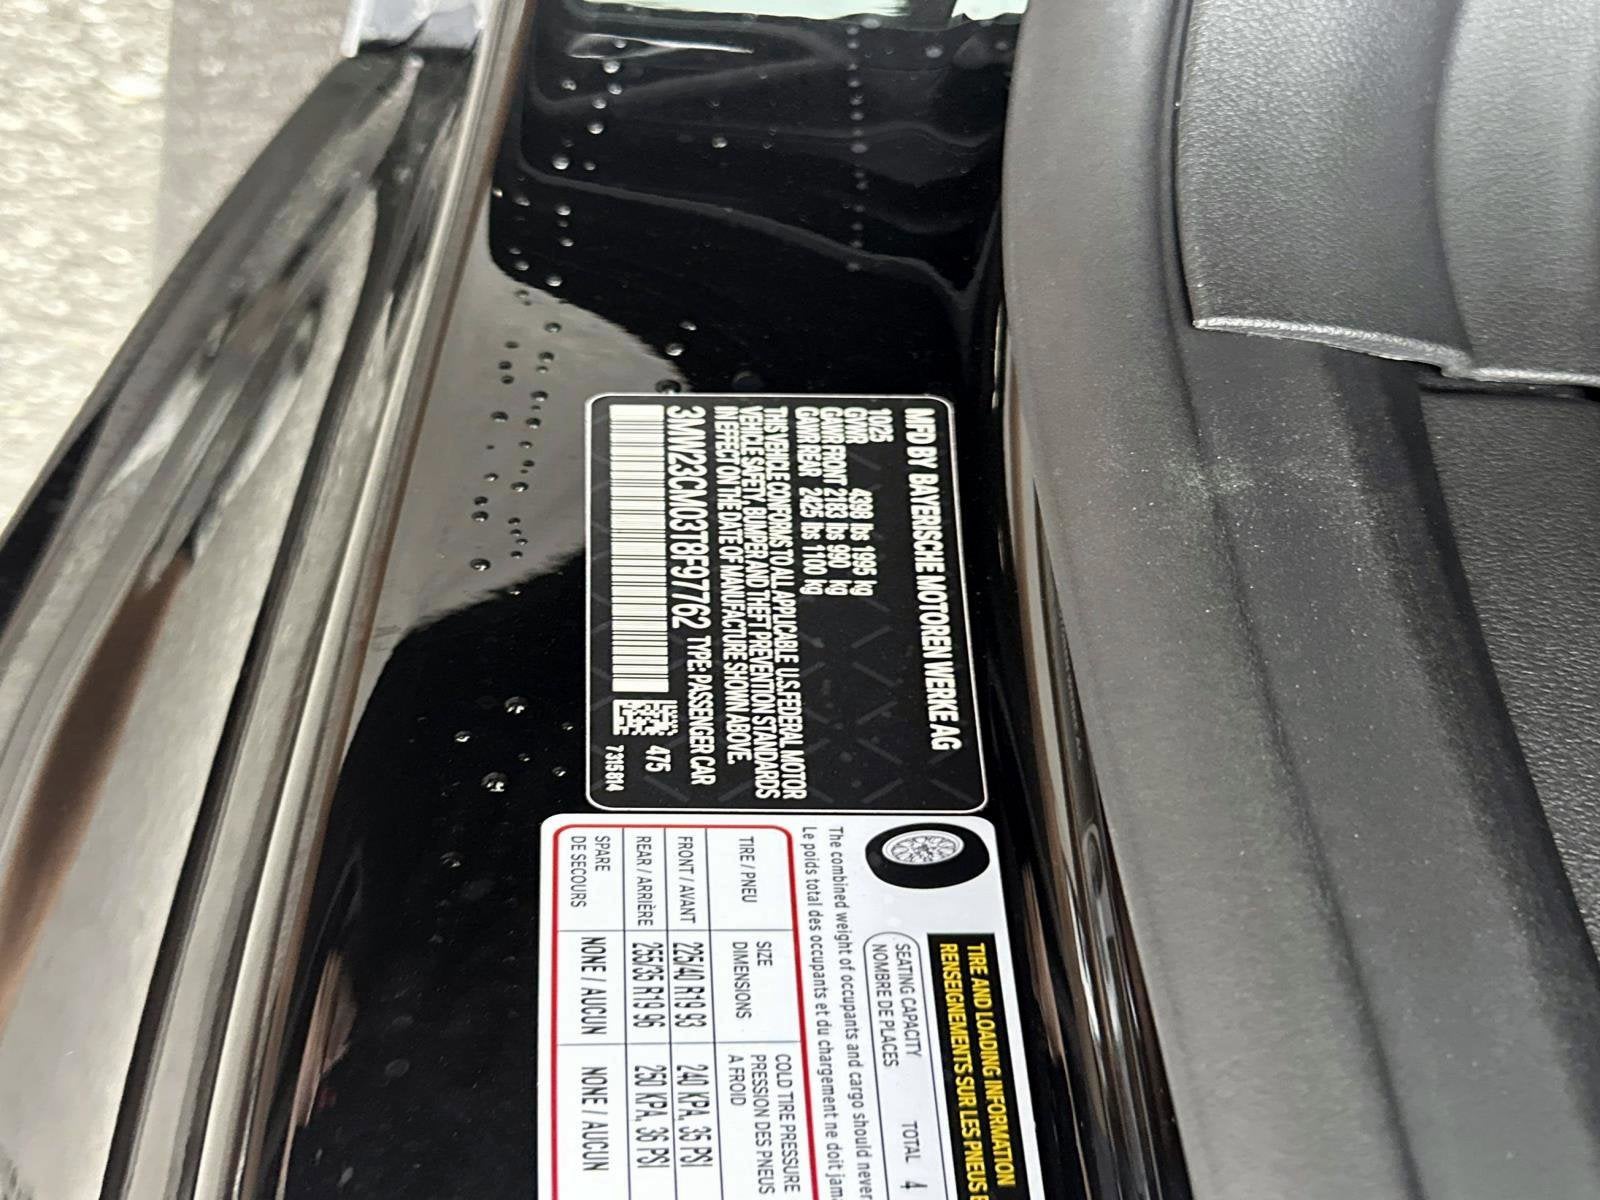 MFD BY BAYERISCHE MOTOREN WERKE AG
10/25
GVWR 4398 lbs 1995 kg
GAWR FRONT 2183 lbs 990 kg
GAWR REAR 2425 lbs 1100 kg
THIS VEHICLE CONFORMS TO ALL APPLICABLE U.S. FEDERAL MOTOR
VEHICLE SAFETY, BUMPER AND THEFT PREVENTION STANDARDS
IN EFFECT ON THE DATE OF MANUFACTURE SHOWN ABOVE.
3MW23CM03T8F97762 TYPE: PASSENGER CAR
475
735814
TIRE AND LOADING INFORMATION
RENSEIGNEMENTS SUR LES PNEUS E
SEATING CAPACITY
NOMBRE DE PLACES
TOTAL 4
The combined weight of occupants and cargo should never
Le poids total des occupants et du chargement ne doit jama
TIRE / PNEU
SIZE
DIMENSIONS
COLD TIRE PRESSURE
PRESSION DES PNEUS
A FROID
FRONT / AVANT 225/40 R19 93 240 KPA, 35 PSI
REAR / ARRIÈRE 255/35 R19 96 250 KPA, 36 PSI
SPARE
DE SECOURS
NONE / AUCUN NONE / AUCUN